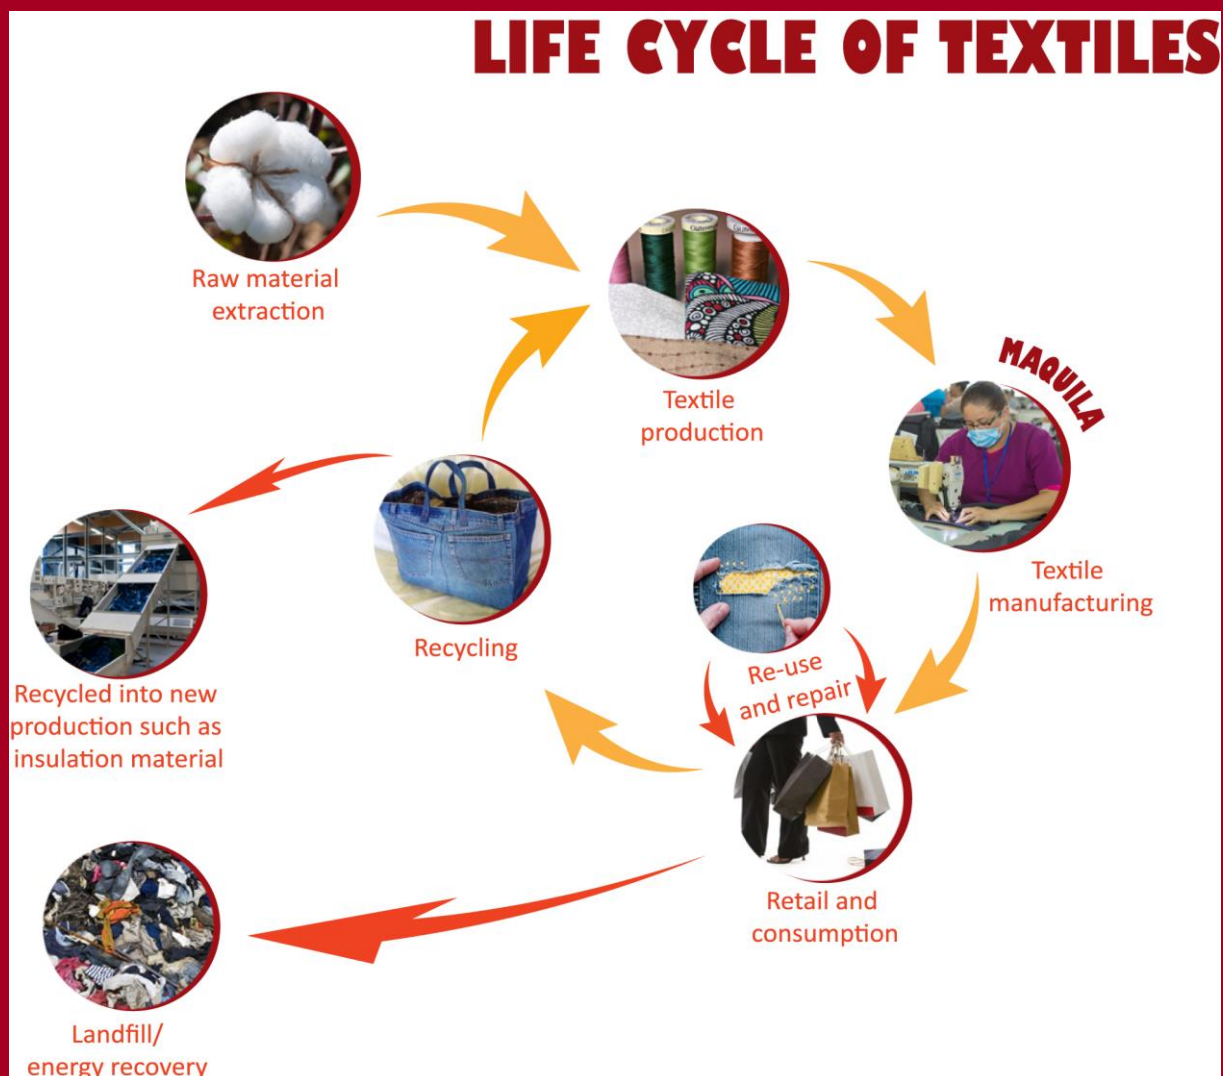 LIFE CYCLE OF TEXTILES
Raw material
extraction
Textile
production
MAQUILA
Textile
manufacturing
Re-use
and repair
Recycling
Recycled into new
production such as
insulation material
Retail and
consumption
Landfill/
energy recovery